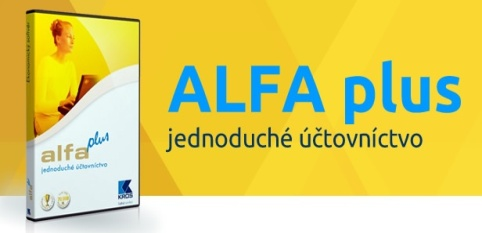 ALFA plus
jednoduché účtovníctvo
alfa plus
jednoduché účtovníctvo
KROS